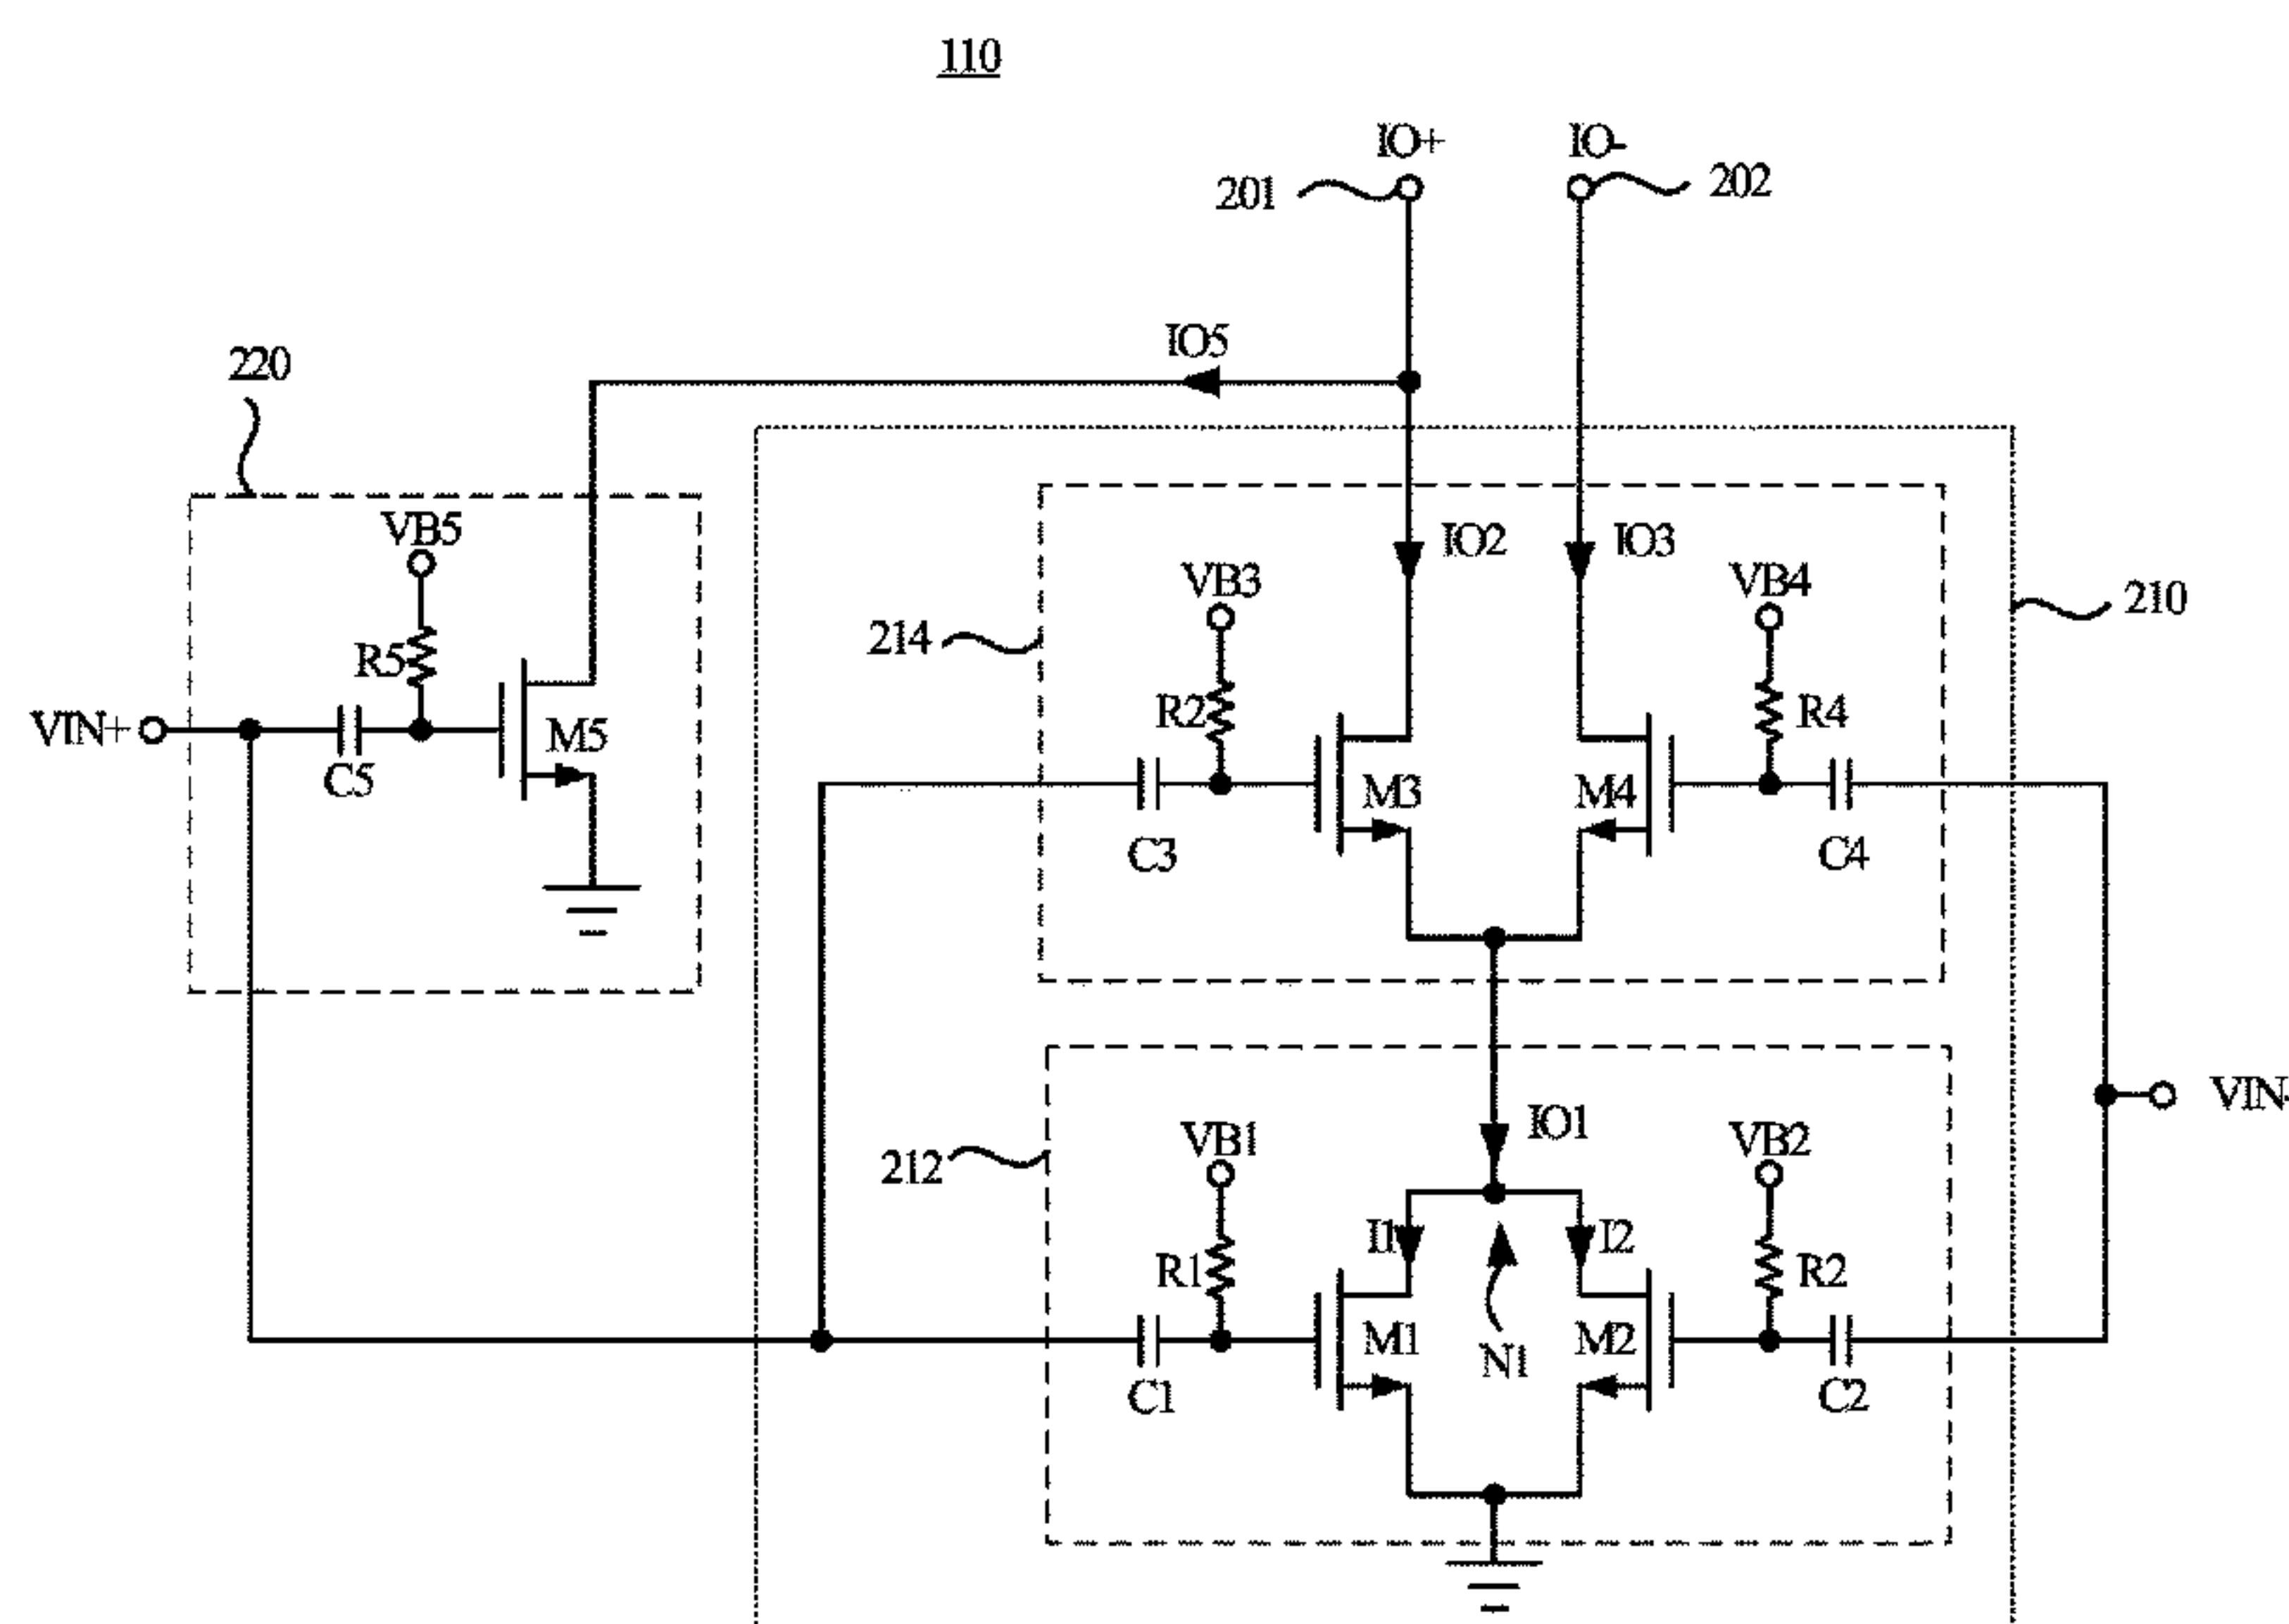 110
IO+
IO-
201
202
IO5
220
VB5
IO2
IO3
VB3
VB4
210
214
R5
R2
R4
VIN+
M5
C5
M3
M4
C3
C4
IO1
VIN-
VB1
VB2
212
I1
I2
R1
R2
M1
M2
N1
C1
C2